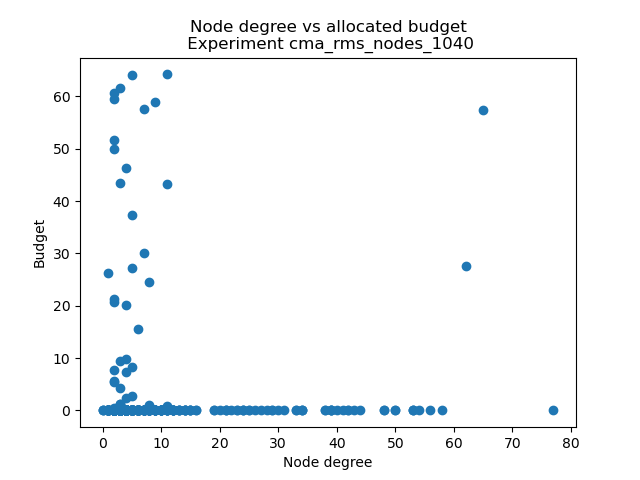 Node degree vs allocated budget
Experiment cma_rms_nodes_1040
60
50
40
30
20
10
0
Budget
0 10 20 30 40 50 60 70 80
Node degree